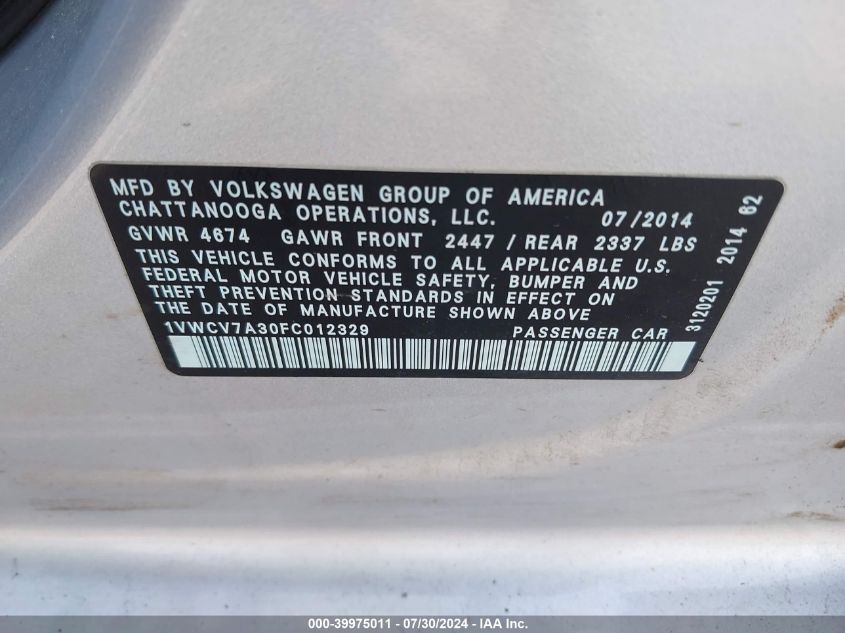 MFD BY VOLKSWAGEN GROUP OF AMERICA
CHATTANOOGA OPERATIONS, LLC. 07/2014
GVWR 4674 GAWR FRONT 2447 / REAR 2337 LBS
THIS VEHICLE CONFORMS TO ALL APPLICABLE U.S.
FEDERAL MOTOR VEHICLE SAFETY, BUMPER AND
THEFT PREVENTION STANDARDS IN EFFECT ON
THE DATE OF MANUFACTURE SHOWN ABOVE
1VWCV7A30FC012329 PASSENGER CAR
3120201 2014 82
000-39975011 - 07/30/2024 - IAA, Inc.